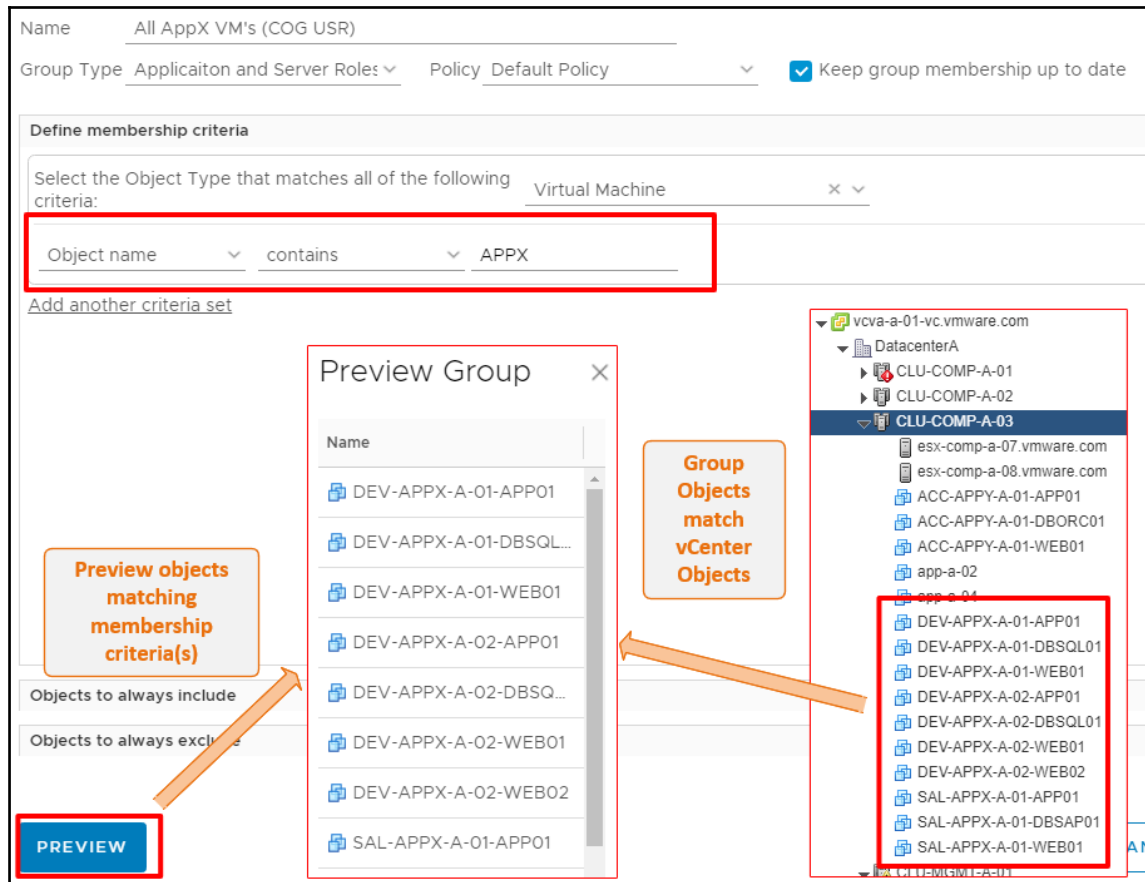 Name All AppX VM's (COG USR)
Group Type Applicaiton and Server Roles Policy Default Policy Keep group membership up to date
Define membership criteria
Select the Object Type that matches all of the following
criteria:
Virtual Machine
Object name contains APPX
Add another criteria set
Preview Group
Name
DEV-APPX-A-01-APP01
DEV-APPX-A-01-DBSQL...
DEV-APPX-A-01-WEB01
DEV-APPX-A-02-APP01
DEV-APPX-A-02-DBSQ...
DEV-APPX-A-02-WEB01
DEV-APPX-A-02-WEB02
SAL-APPX-A-01-APP01
Group
Objects
match
vCenter
Objects
vcva-a-01-vc.vmware.com
DatacenterA
CLU-COMP-A-01
CLU-COMP-A-02
CLU-COMP-A-03
esx-comp-a-07.vmware.com
esx-comp-a-08.vmware.com
ACC-APPY-A-01-APP01
ACC-APPY-A-01-DBORC01
ACC-APPY-A-01-WEB01
app-a-02
app-a-04
DEV-APPX-A-01-APP01
DEV-APPX-A-01-DBSQL01
DEV-APPX-A-01-WEB01
DEV-APPX-A-02-APP01
DEV-APPX-A-02-DBSQL01
DEV-APPX-A-02-WEB01
DEV-APPX-A-02-WEB02
SAL-APPX-A-01-APP01
SAL-APPX-A-01-DBSAP01
SAL-APPX-A-01-WEB01
CLU-MGMT-A-01
Preview objects
matching
membership
criteria(s)
Objects to always include
Objects to always exclude
PREVIEW